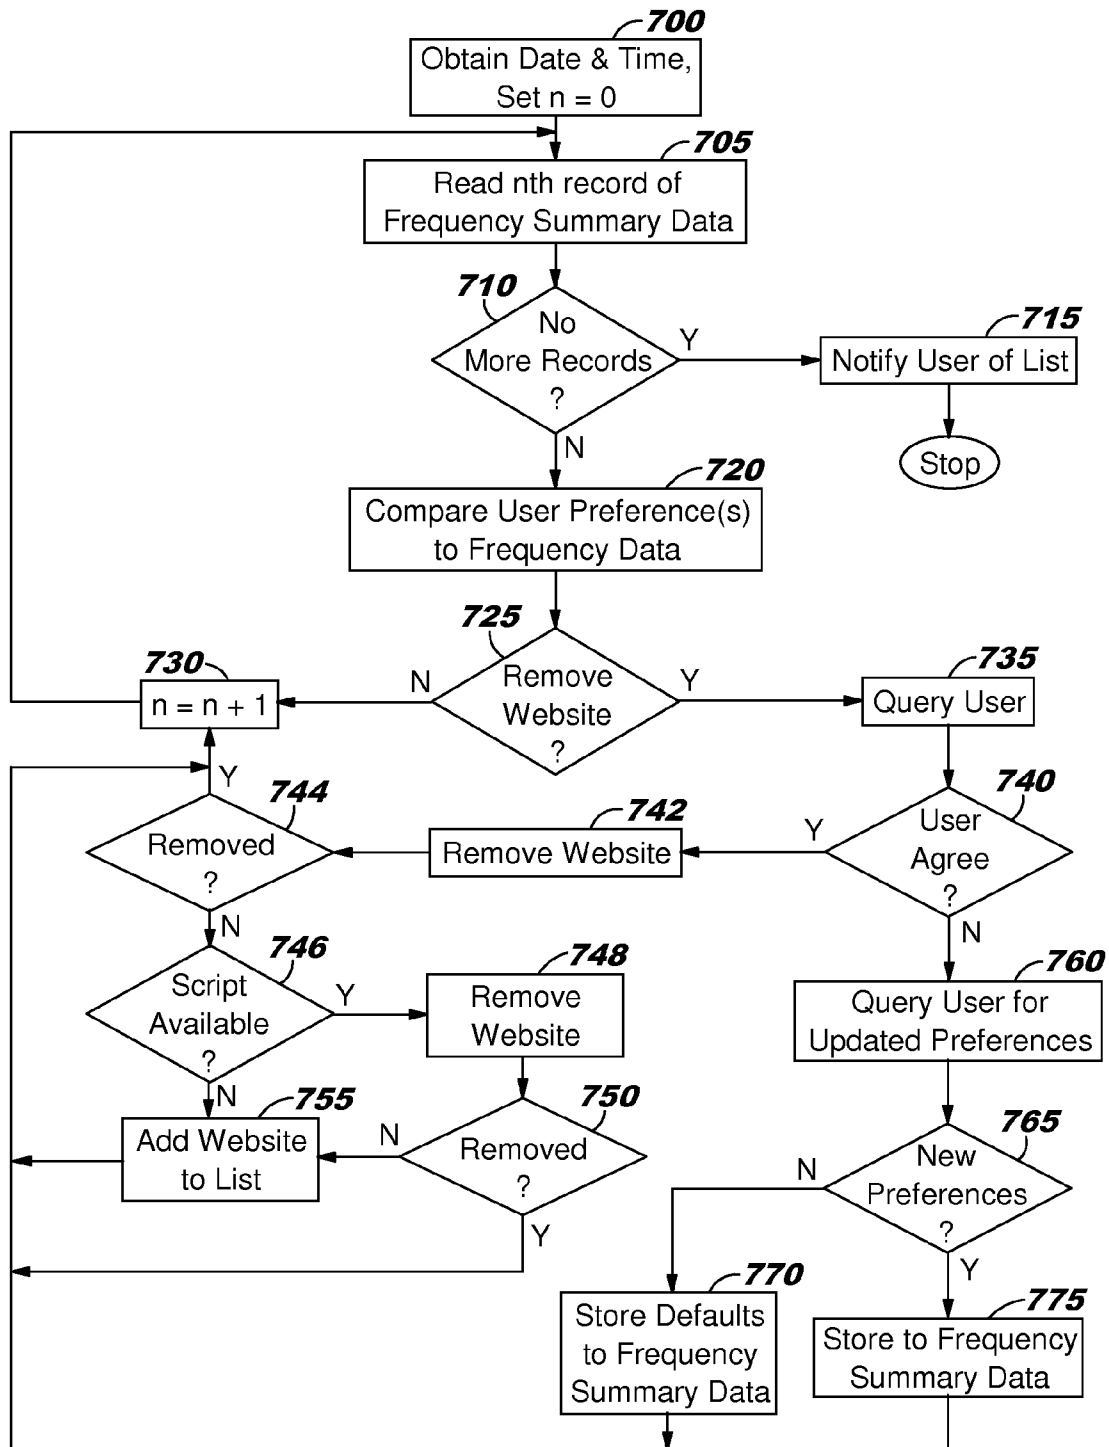 700
Obtain Date & Time,
Set n = 0
705
Read nth record of
Frequency Summary Data
710
No
More Records
?
Y
N
715
Notify User of List
Stop
720
Compare User Preference(s)
to Frequency Data
725
Remove
Website
?
N
Y
730
n = n + 1
735
Query User
740
User
Agree
?
Y
N
742
Remove Website
744
Removed
?
Y
N
746
Script
Available
?
Y
N
748
Remove
Website
750
Removed
?
N
Y
755
Add Website
to List
760
Query User for
Updated Preferences
765
New
Preferences
?
N
Y
770
Store Defaults
to Frequency
Summary Data
775
Store to Frequency
Summary Data